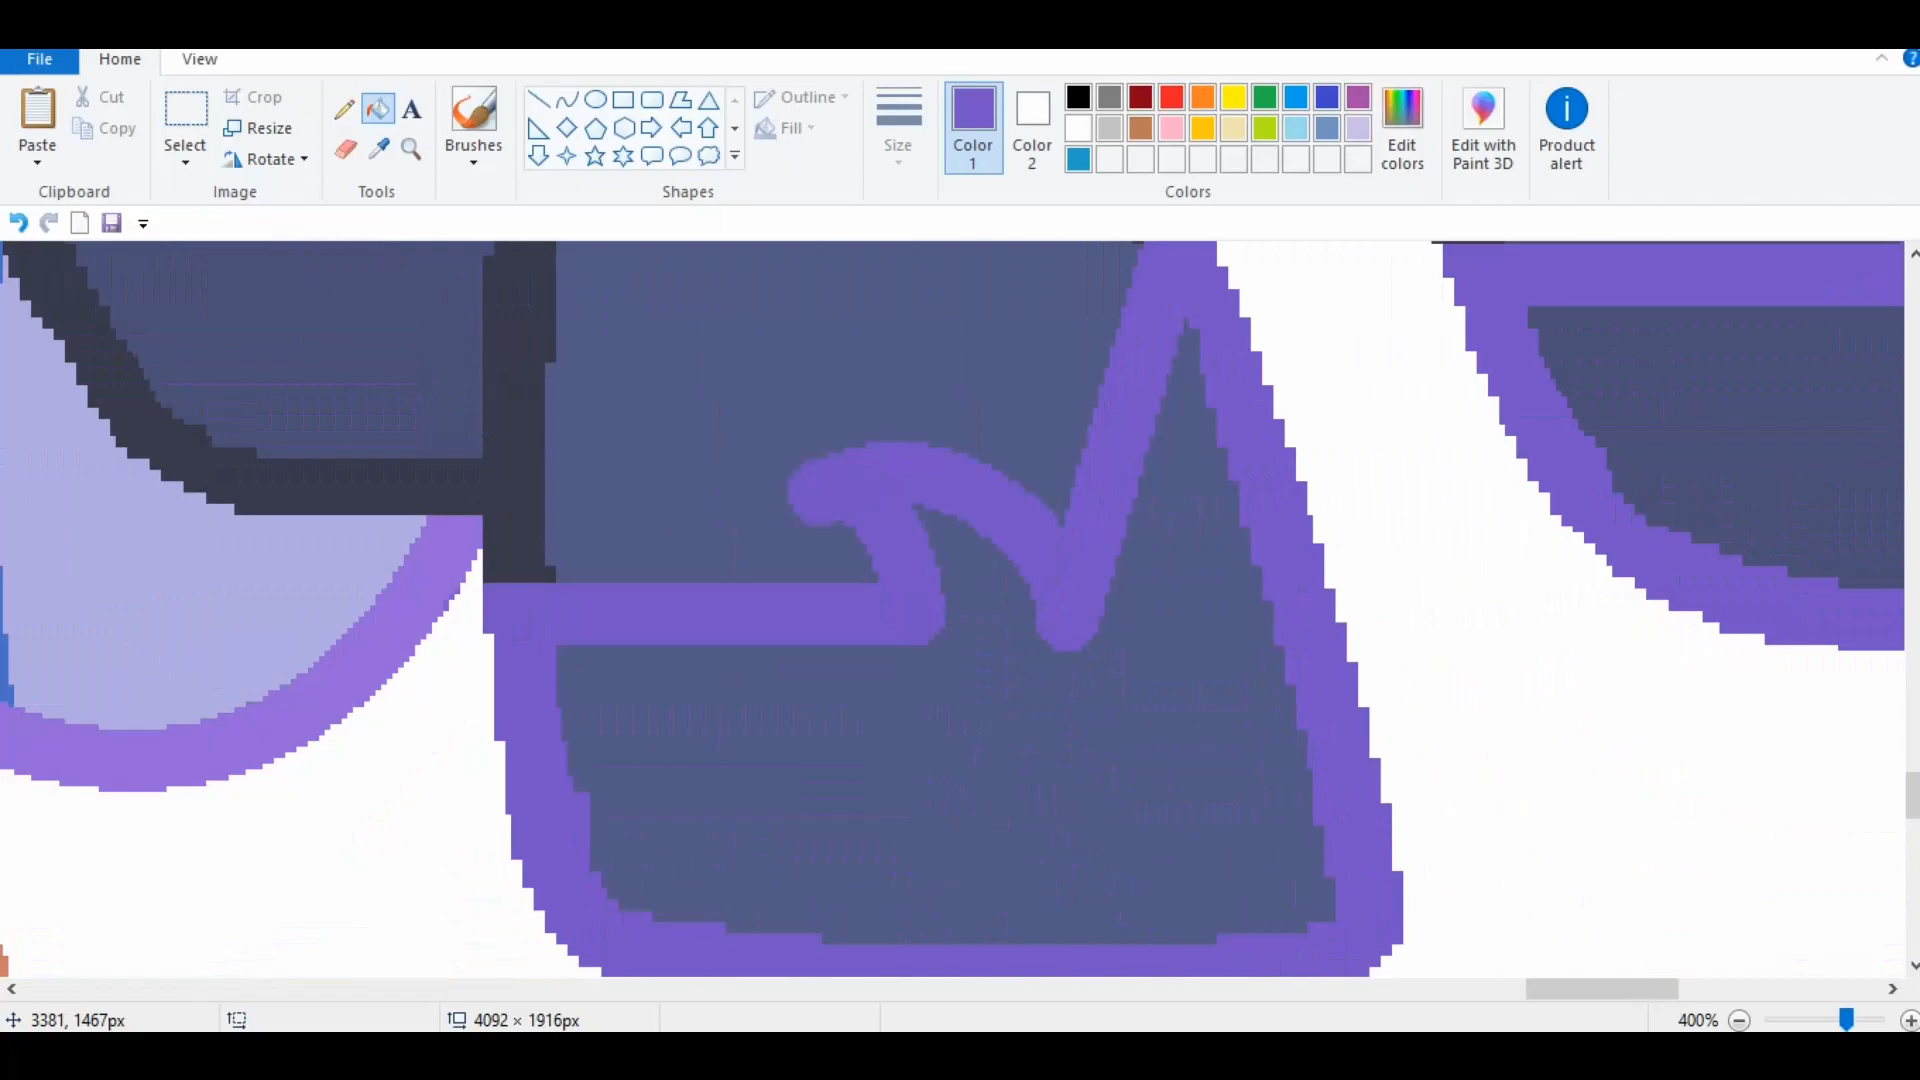 File Home View
Paste Cut Copy
Clipboard
Select Crop Resize Rotate
Image
A
Tools
Brushes
Outline Fill
Shapes
Size
Color 1
Color 2
Edit colors
Colors
Edit with Paint 3D
Product alert
3381, 1467px
4092 × 1916px
400%